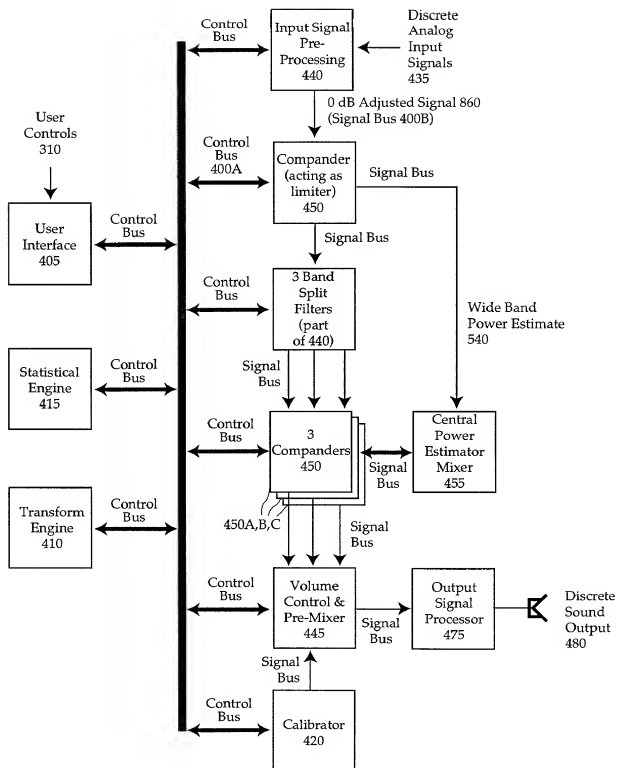 Control
Bus
Input Signal
Pre-
Processing
440
Discrete
Analog
Input
Signals
435
0 dB Adjusted Signal 860
(Signal Bus 400B)
User
Controls
310
Control
Bus
400A
Compander
(acting as
limiter)
450
Signal Bus
User
Interface
405
Control
Bus
Signal Bus
Control
Bus
3 Band
Split
Filters
(part
of 440)
Wide Band
Power Estimate
540
Signal
Bus
Statistical
Engine
415
Control
Bus
Control
Bus
3
Companders
450
Signal
Bus
Central
Power
Estimator
Mixer
455
Transform
Engine
410
Control
Bus
450A,B,C
Signal
Bus
Control
Bus
Volume
Control &
Pre-Mixer
445
Signal
Bus
Output
Signal
Processor
475
Discrete
Sound
Output
480
Signal
Bus
Control
Bus
Calibrator
420